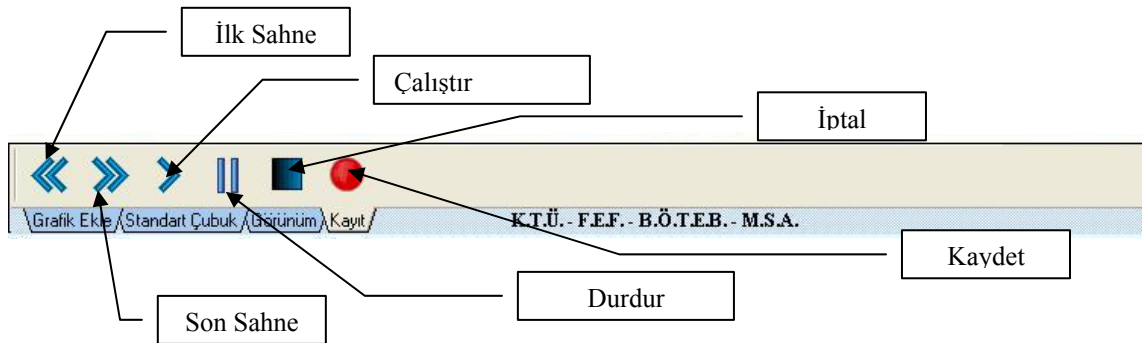 İlk Sahne
Çalıştır
İptal
Grafik Ekle Standart Çubuk Görünüm Kayıt
K.T.Ü. - F.E.F. - B.Ö.T.E.B. - M.S.A.
Kaydet
Durdur
Son Sahne